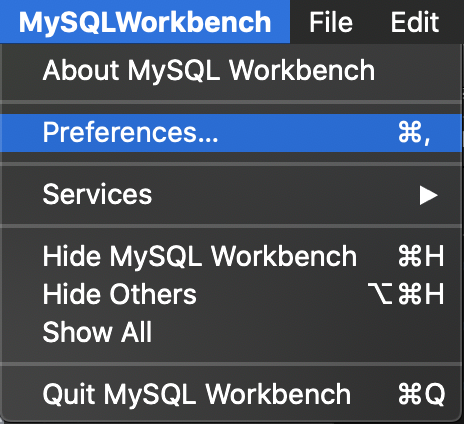 MySQLWorkbench File Edit
About MySQL Workbench
Preferences... ⌘,
Services ▶
Hide MySQL Workbench ⌘H
Hide Others ⌥⌘H
Show All
Quit MySQL Workbench ⌘Q